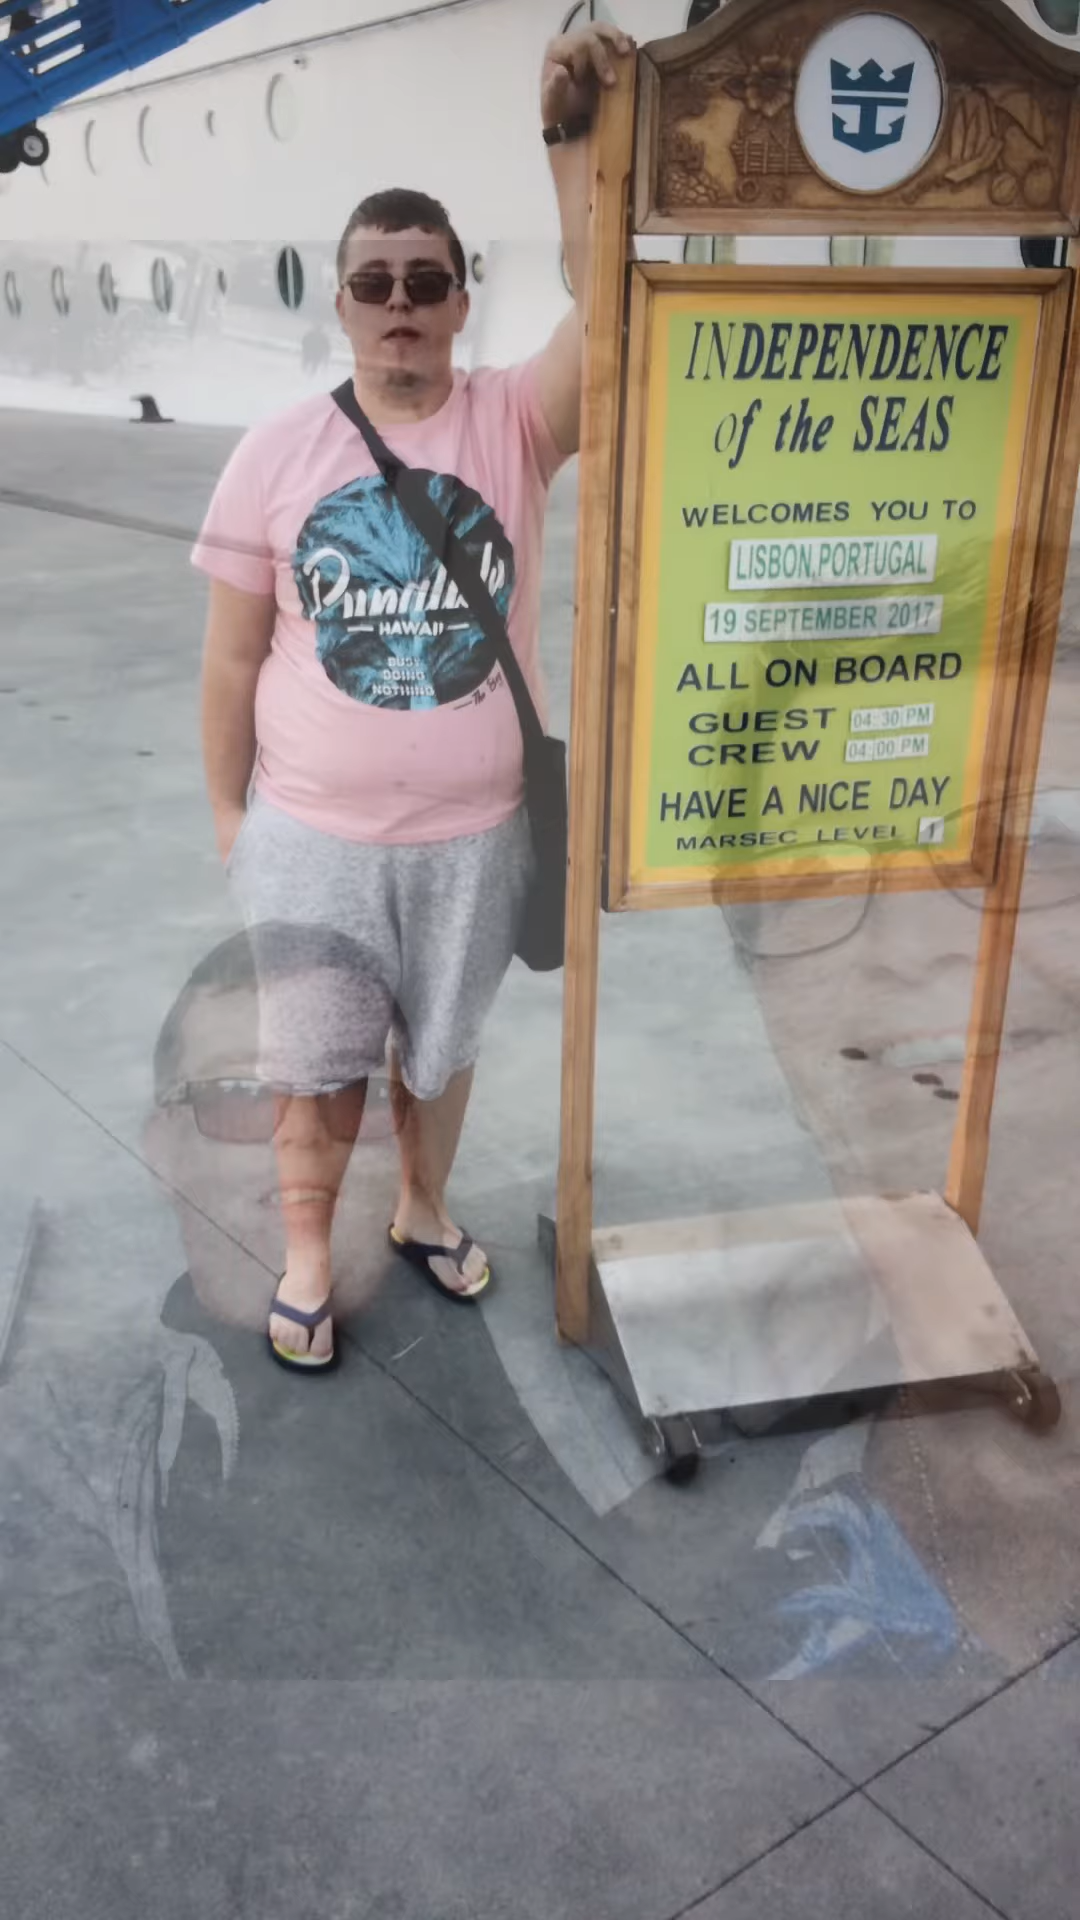 INDEPENDENCE
of the SEAS
WELCOMES YOU TO
LISBON,PORTUGAL
19 SEPTEMBER 2017
ALL ON BOARD
GUEST 04:30 PM
CREW 04:00 PM
HAVE A NICE DAY
MARSEC LEVEL 1
HAWAII
BUSY
DOING
NOTHING